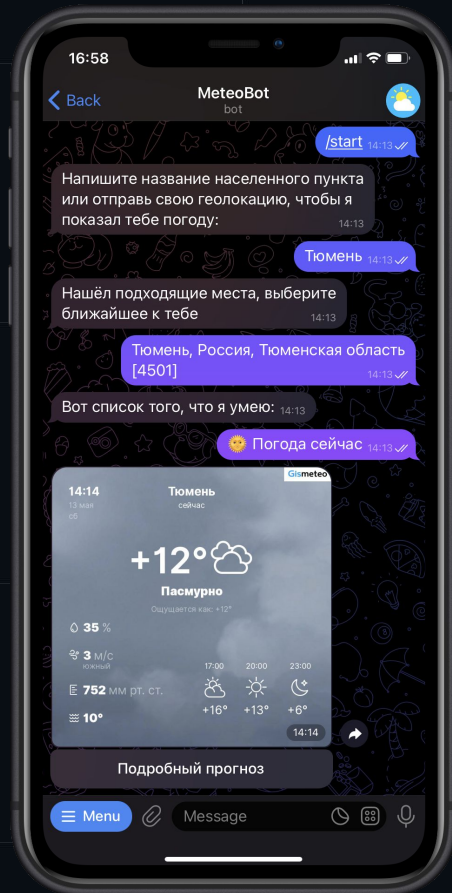 16:58
Back
MeteoBot
bot
/start 14:13
Напишите название населенного пункта
или отправь свою геолокацию, чтобы я
показал тебе погоду: 14:13
Тюмень 14:13
Нашёл подходящие места, выберите
ближайшее к тебе 14:13
Тюмень, Россия, Тюменская область
[4501] 14:13
Вот список того, что я умею: 14:13
Погода сейчас 14:13
Gismeteo
14:14 Тюмень
13 мая сейчас
сб
+12°
Пасмурно
Ощущается как: +12°
35 %
3 м/с
южный
752 мм рт. ст.
10°
17:00 20:00 23:00
+16° +13° +6°
14:14
Подробный прогноз
Menu Message